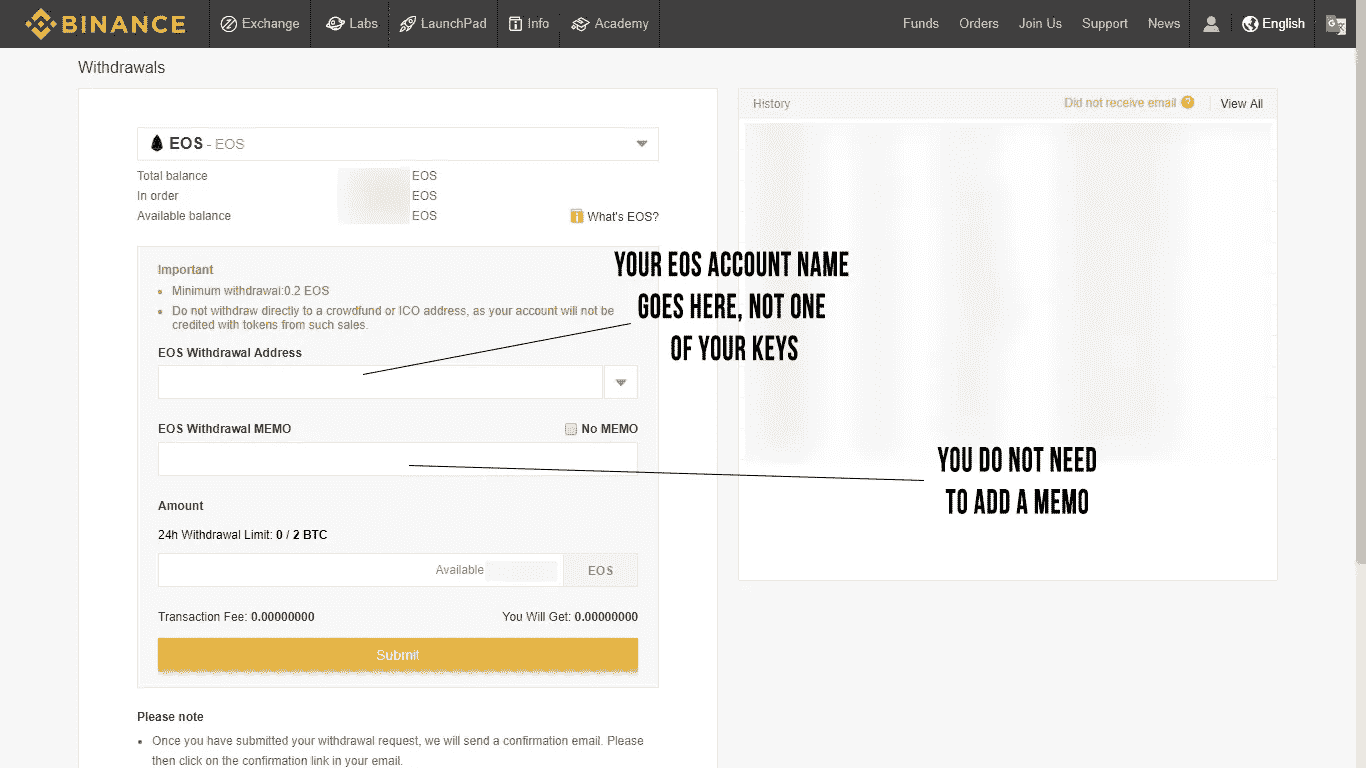 BINANCE Exchange Labs LaunchPad Info Academy Funds Orders Join Us Support News English
Withdrawals
EOS - EOS
Total balance EOS
In order EOS
Available balance EOS
What's EOS?
Important
Minimum withdrawal:0.2 EOS
Do not withdraw directly to a crowdfund or ICO address, as your account will not be
credited with tokens from such sales.
EOS Withdrawal Address
EOS Withdrawal MEMO No MEMO
Amount
24h Withdrawal Limit: 0 / 2 BTC
Available EOS
Transaction Fee: 0.00000000 You Will Get: 0.00000000
Submit
Please note
Once you have submitted your withdrawal request, we will send a confirmation email. Please
then click on the confirmation link in your email.
History Did not receive email ? View All
YOUR EOS ACCOUNT NAME
GOES HERE, NOT ONE
OF YOUR KEYS
YOU DO NOT NEED
TO ADD A MEMO